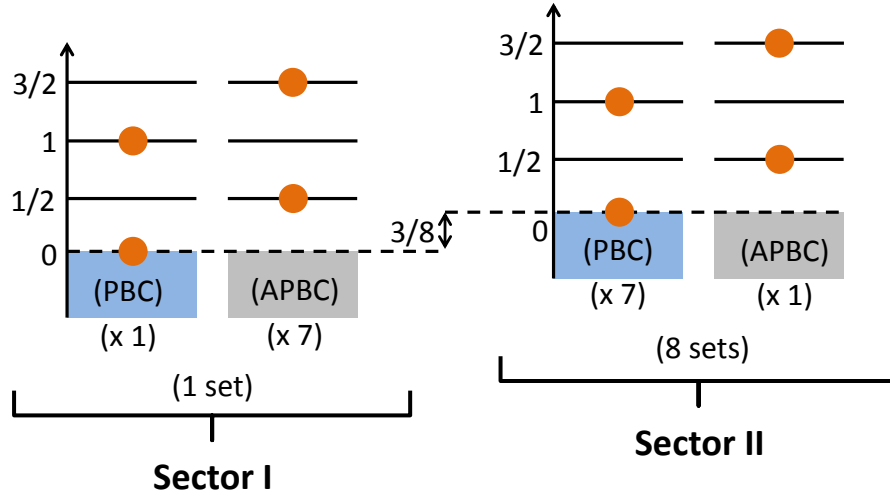 3/2
1
1/2
0
(PBC)
(APBC)
(x 1)
(x 7)
(1 set)
Sector I
3/8
3/2
1
1/2
0
(PBC)
(APBC)
(x 7)
(x 1)
(8 sets)
Sector II